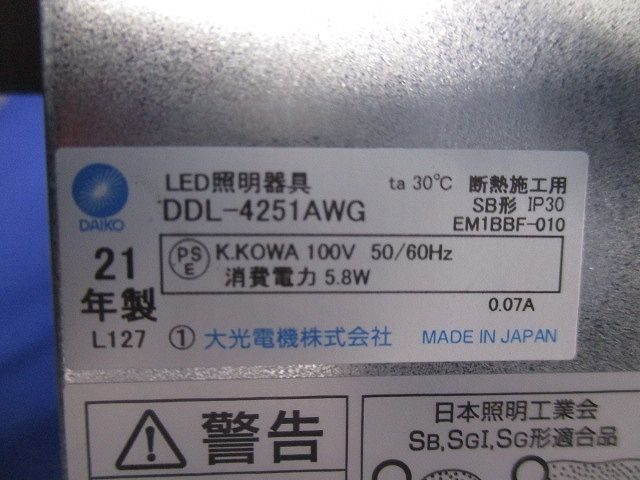 LED照明器具 ta 30℃ 断熱施工用
DDL-4251AWG SB形 IP30
DAIKO EM1BBF-010
21
年製
PSE K.KOWA 100V 50/60Hz
消費電力 5.8W
0.07A
L127 ① 大光電機株式会社 MADE IN JAPAN
警告
日本照明工業会
SB,SGI,SG形適合品